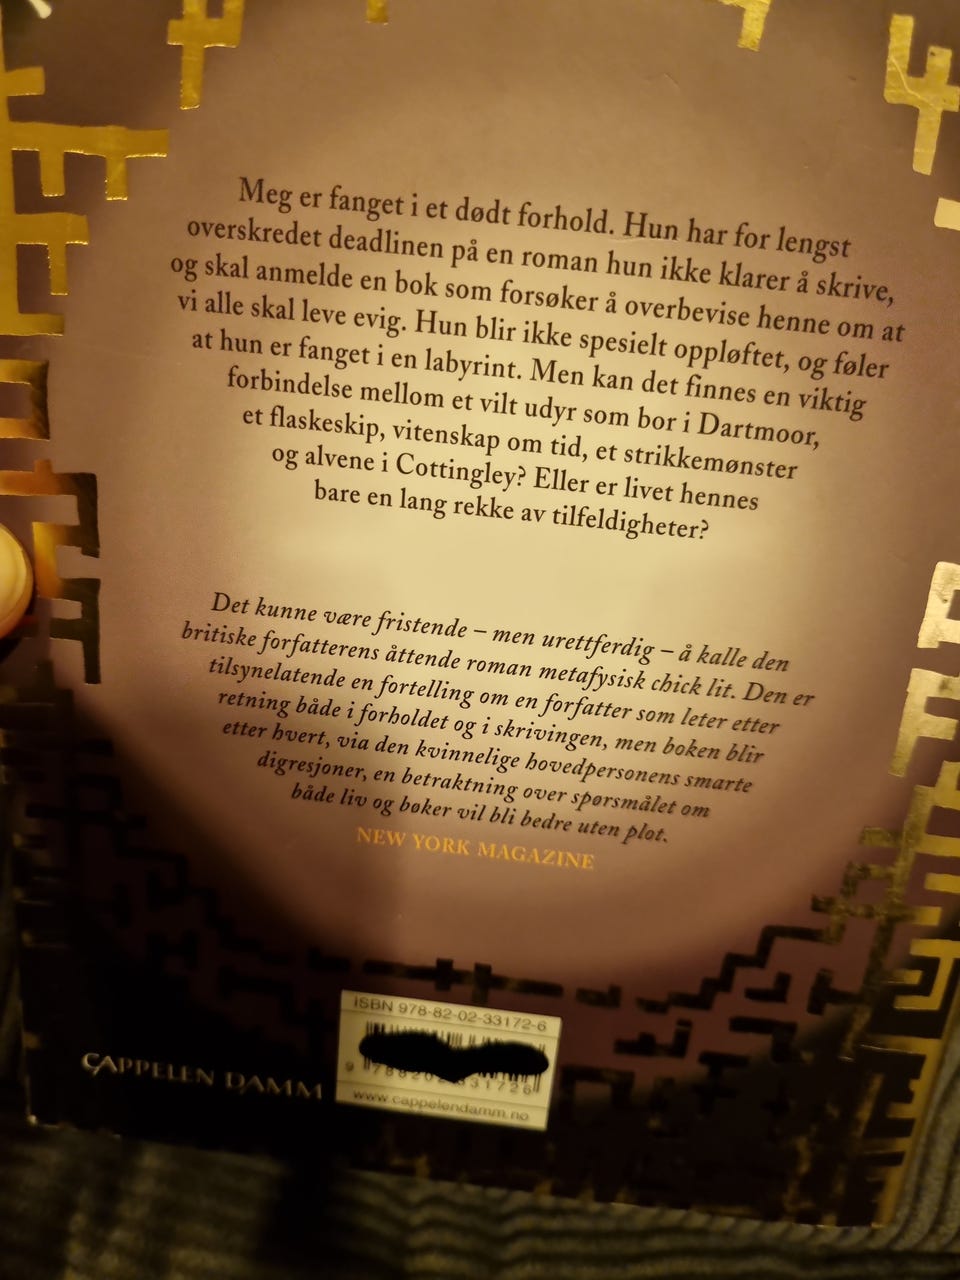 Meg er fanget i et dødt forhold. Hun har for lengst
overskredet deadlinen på en roman hun ikke klarer å skrive,
og skal anmelde en bok som forsøker å overbevise henne om at
vi alle skal leve evig. Hun blir ikke spesielt oppløftet, og føler
at hun er fanget i en labyrint. Men kan det finnes en viktig
forbindelse mellom et vilt udyr som bor i Dartmoor,
et flaskeskip, vitenskap om tid, et strikkemønster
og alvene i Cottingley? Eller er livet hennes
bare en lang rekke av tilfeldigheter?
Det kunne være fristende – men urettferdig – å kalle den
britiske forfatterens åttende roman metafysisk chick lit. Den er
tilsynelatende en fortelling om en forfatter som leter etter
retning både i forholdet og i skrivingen, men boken blir
etter hvert, via den kvinnelige hovedpersonens smarte
digresjoner, en betraktning over spørsmålet om
både liv og bøker vil bli bedre uten plot.
NEW YORK MAGAZINE
ISBN 978-82-02-33172-6
www.cappelendamm.no
CAPPELEN DAMM